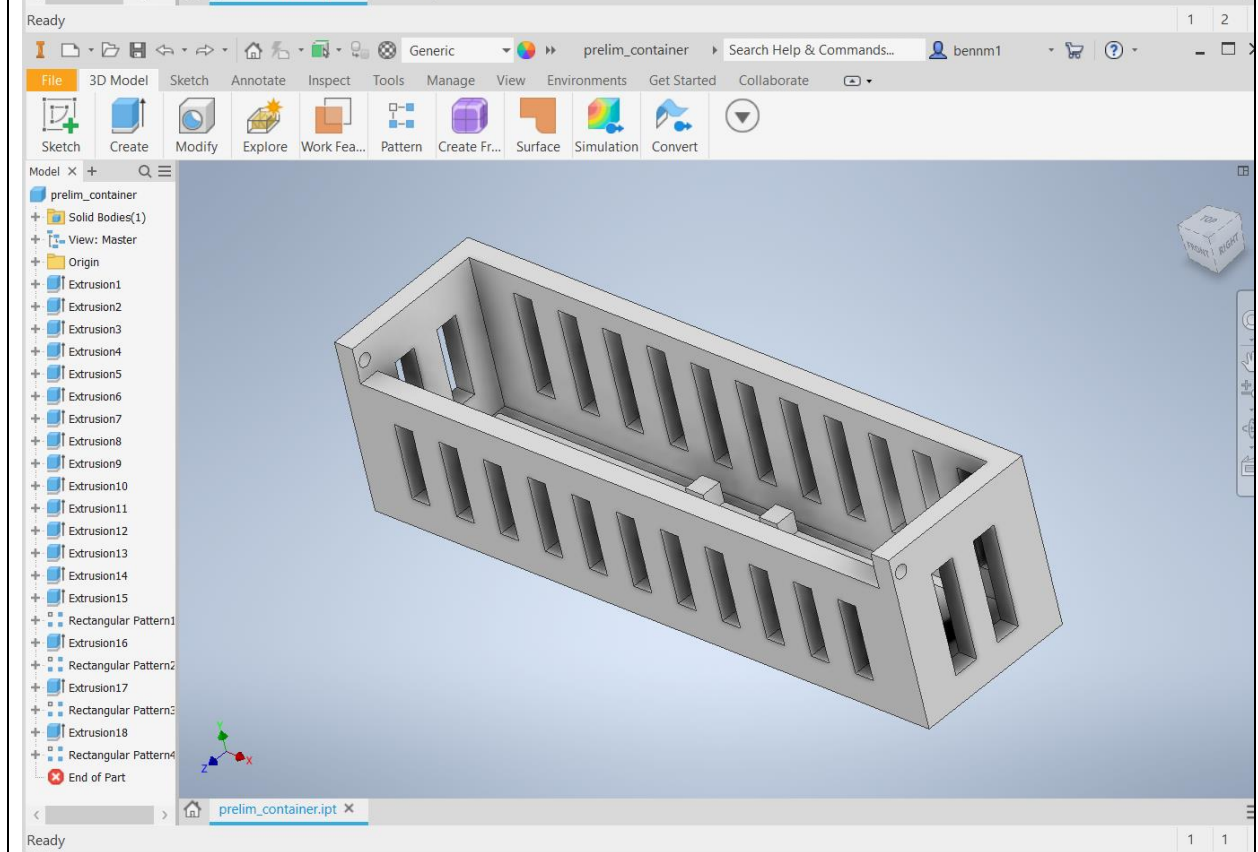 Ready 1 2
Generic prelim_container Search Help & Commands... bennm1
File 3D Model Sketch Annotate Inspect Tools Manage View Environments Get Started Collaborate
Sketch Create Modify Explore Work Fea... Pattern Create Fr... Surface Simulation Convert
Model
prelim_container
Solid Bodies(1)
View: Master
Origin
Extrusion1
Extrusion2
Extrusion3
Extrusion4
Extrusion5
Extrusion6
Extrusion7
Extrusion8
Extrusion9
Extrusion10
Extrusion11
Extrusion12
Extrusion13
Extrusion14
Extrusion15
Rectangular Pattern1
Extrusion16
Rectangular Pattern2
Extrusion17
Rectangular Pattern3
Extrusion18
Rectangular Pattern4
End of Part
TOP
FRONT RIGHT
Y
Z X
prelim_container.ipt
Ready 1 1